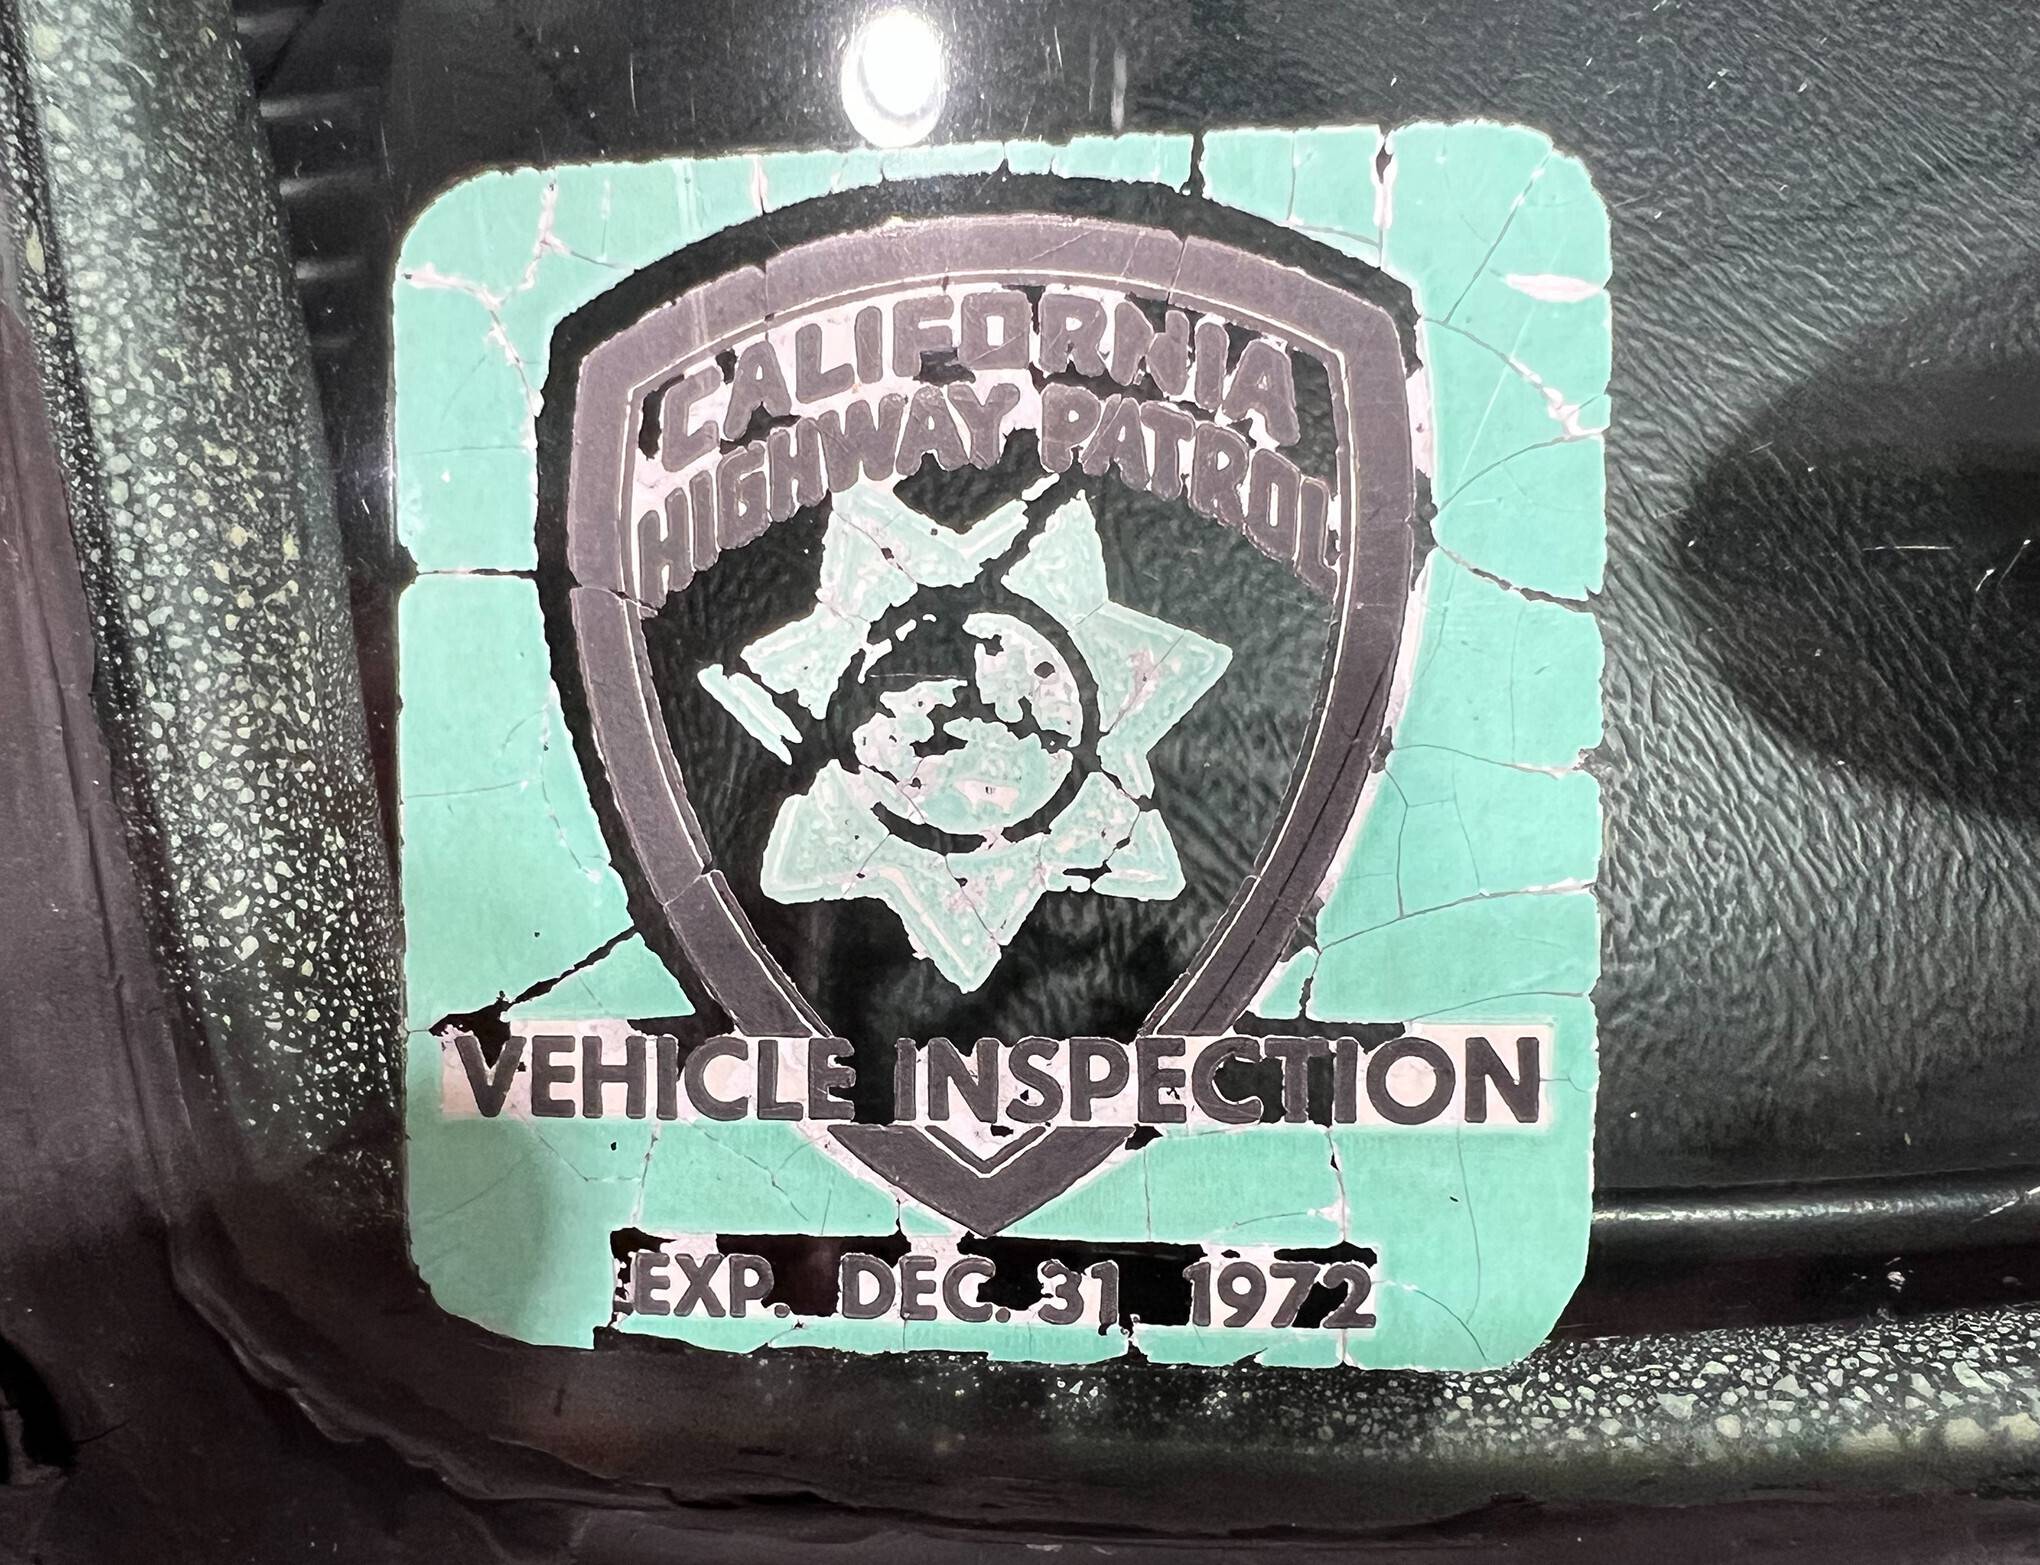 CALIFORNIA
HIGHWAY PATROL
VEHICLE INSPECTION
EXP. DEC. 31 1972